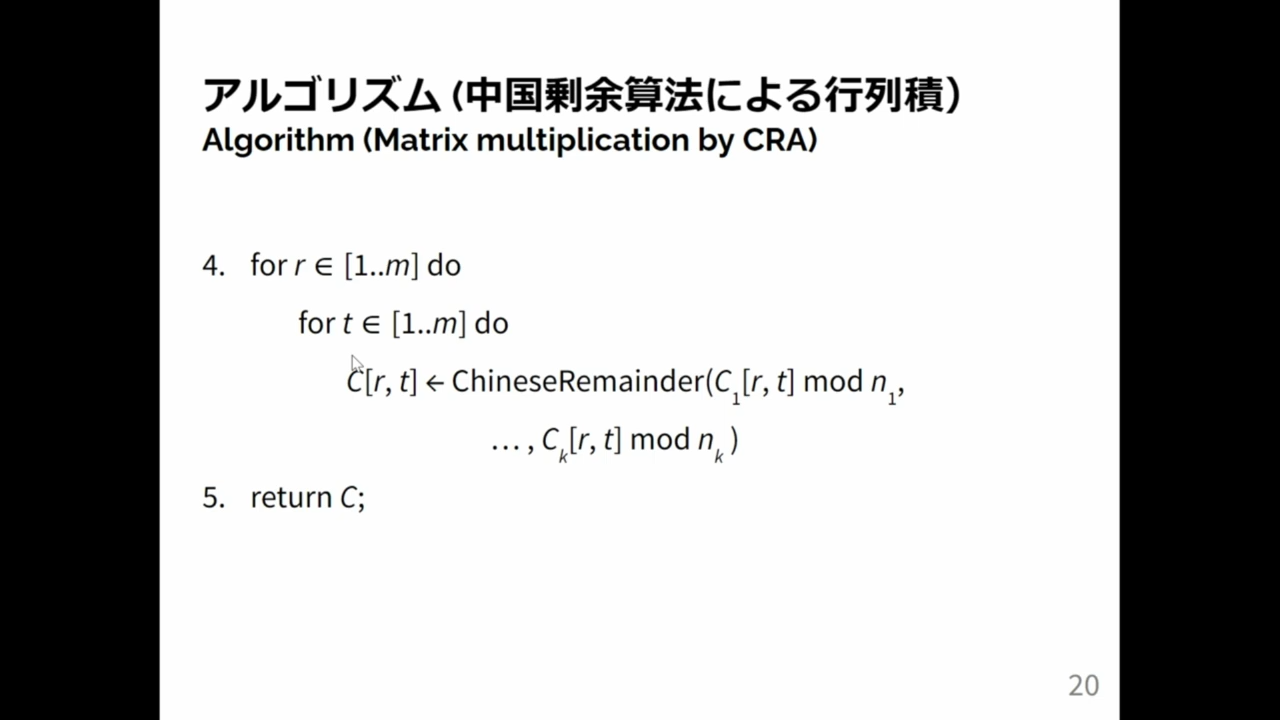 アルゴリズム (中国剰余算法による行列積）
Algorithm (Matrix multiplication by CRA)
4. for r ∈ [1..m] do
for t ∈ [1..m] do
C[r, t] ← ChineseRemainder(C₁[r, t] mod n₁,
… , Cₖ[r, t] mod nₖ )
5. return C;
20